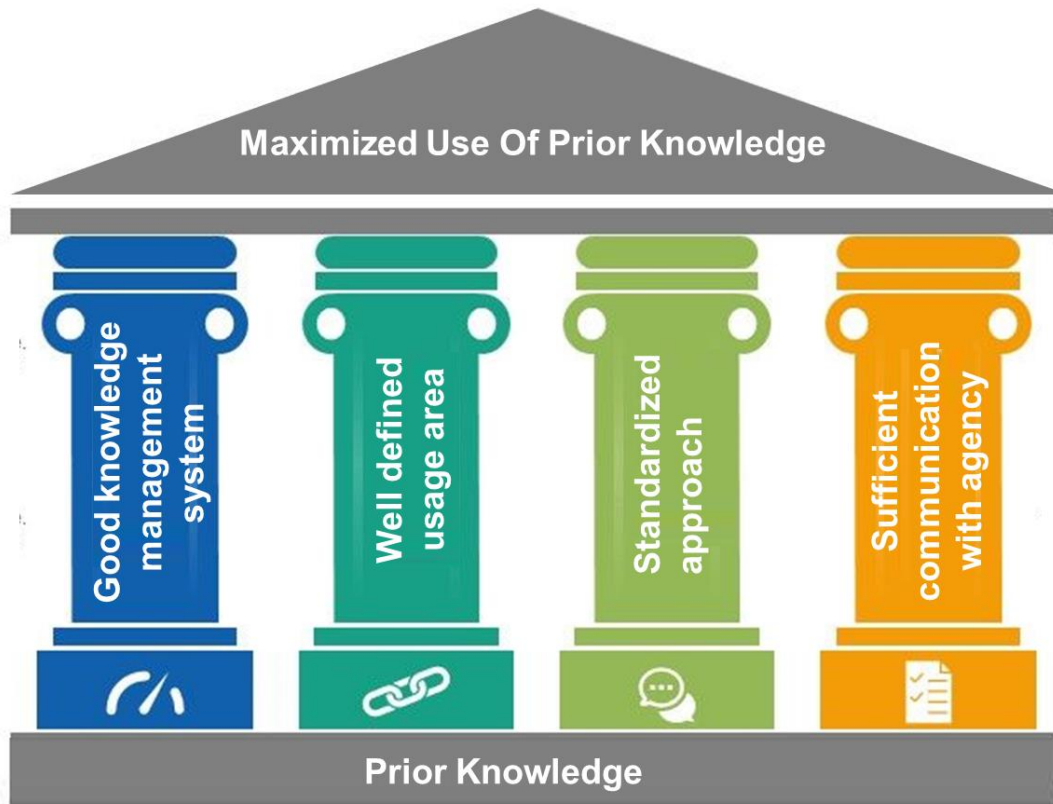 Maximized Use Of Prior Knowledge
Good knowledge
management
system
Well defined
usage area
Standardized
approach
Sufficient
communication
with agency
Prior Knowledge